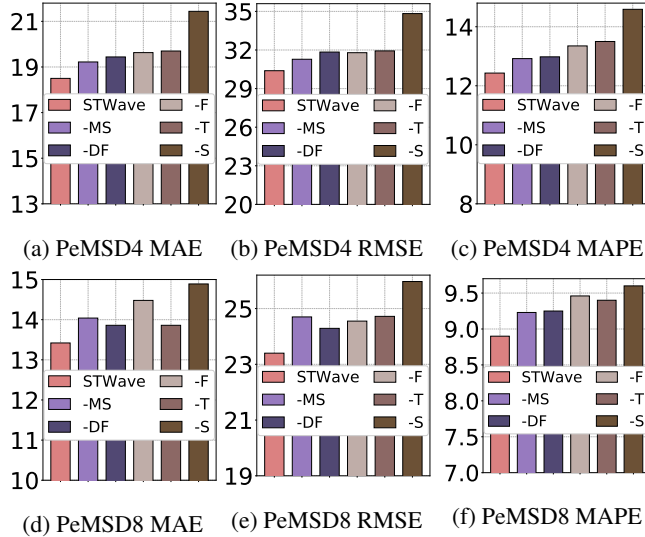 21
19
17
15
13
STWave
-MS
-DF
-F
-T
-S
(a) PeMSD4 MAE
35
32
29
26
23
20
STWave
-MS
-DF
-F
-T
-S
(b) PeMSD4 RMSE
14
12
10
8
STWave
-MS
-DF
-F
-T
-S
(c) PeMSD4 MAPE
15
14
13
12
11
10
STWave
-MS
-DF
-F
-T
-S
(d) PeMSD8 MAE
25
23
21
19
STWave
-MS
-DF
-F
-T
-S
(e) PeMSD8 RMSE
9.5
9.0
8.5
8.0
7.5
7.0
STWave
-MS
-DF
-F
-T
-S
(f) PeMSD8 MAPE